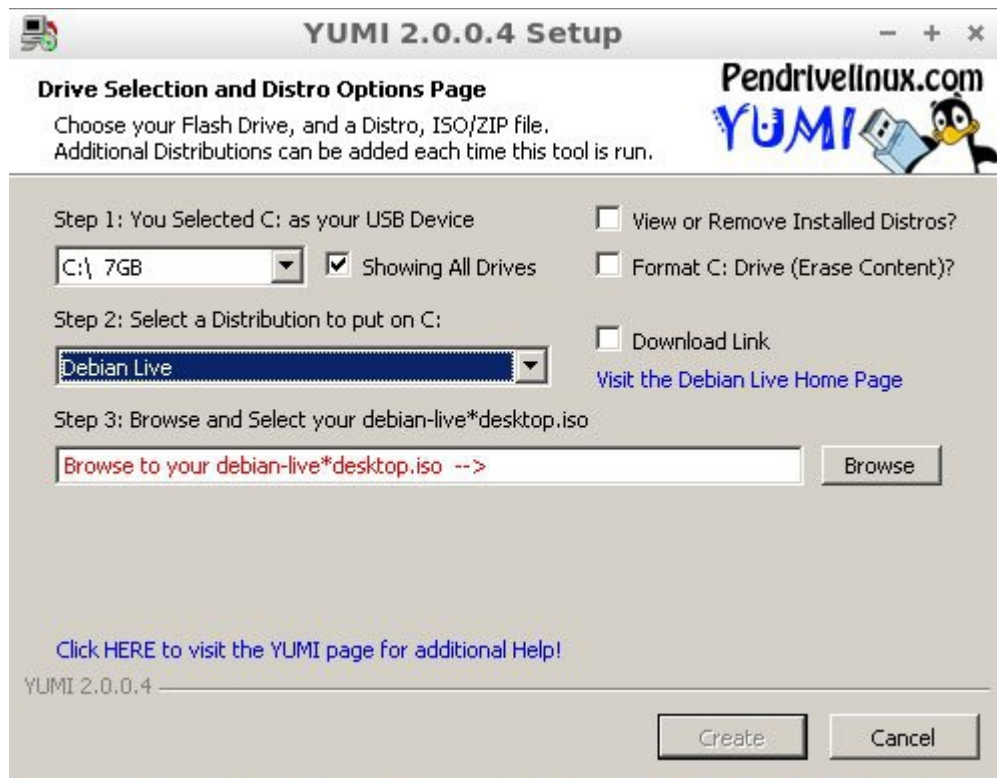 YUMI 2.0.0.4 Setup
Drive Selection and Distro Options Page
Choose your Flash Drive, and a Distro, ISO/ZIP file.
Additional Distributions can be added each time this tool is run.
Pendrivelinux.com
YUMI
Step 1: You Selected C: as your USB Device
View or Remove Installed Distros?
C:\ 7GB
Showing All Drives
Format C: Drive (Erase Content)?
Step 2: Select a Distribution to put on C:
Download Link
Debian Live
Visit the Debian Live Home Page
Step 3: Browse and Select your debian-live*desktop.iso
Browse to your debian-live*desktop.iso -->
Browse
Click HERE to visit the YUMI page for additional Help!
YUMI 2.0.0.4
Create
Cancel